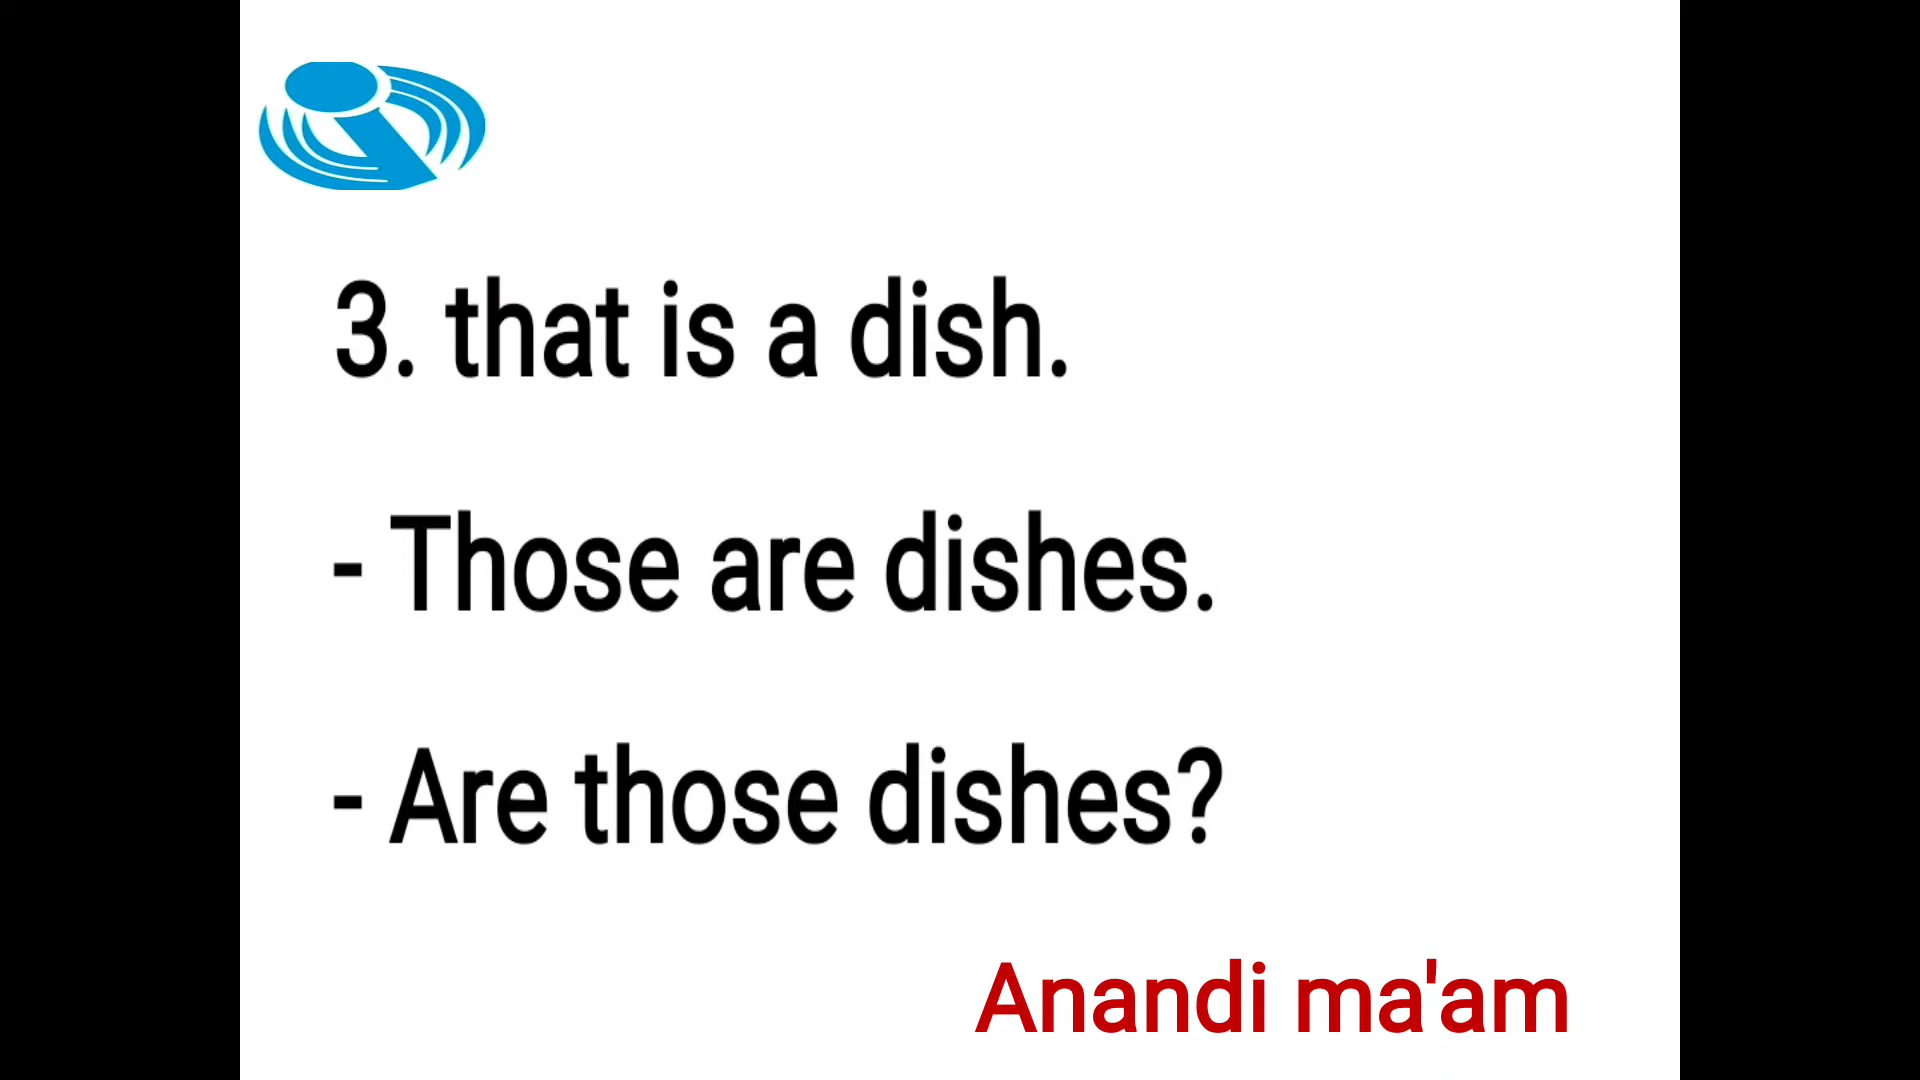 3. that is a dish.
- Those are dishes.
- Are those dishes?
Anandi ma'am